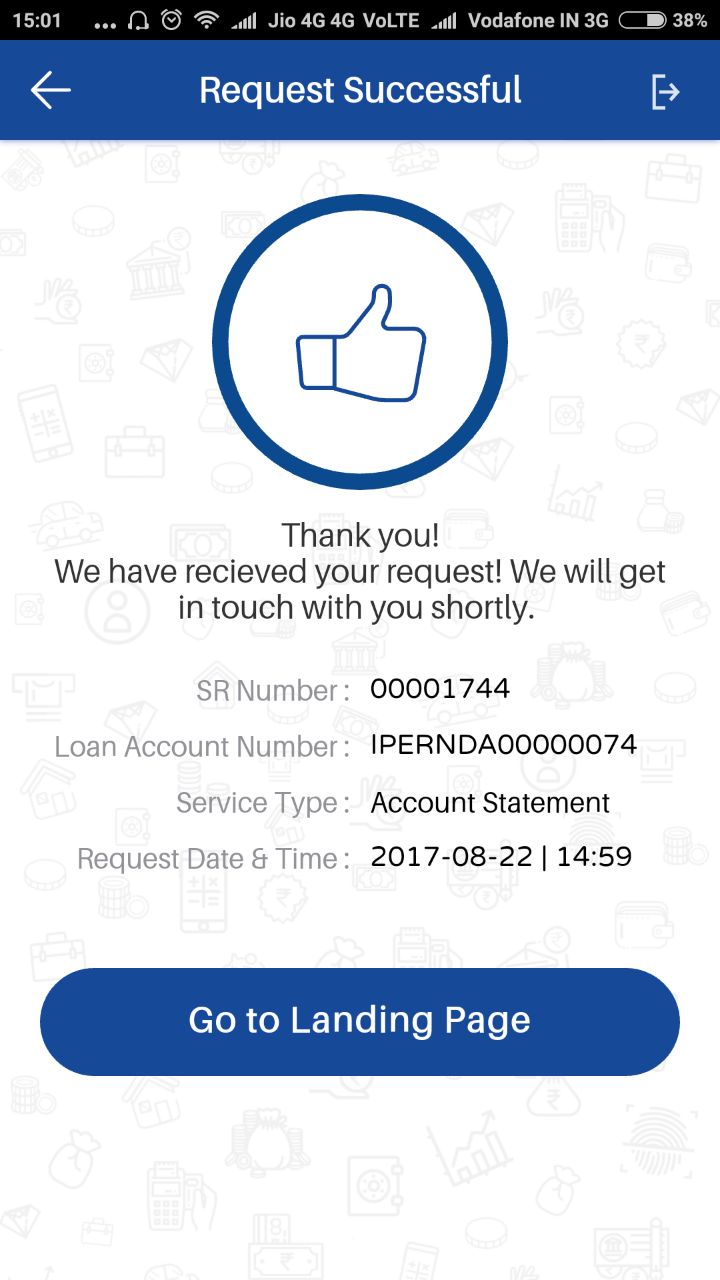 15:01 ... Jio 4G 4G VoLTE Vodafone IN 3G 38%
Request Successful
Thank you!
We have recieved your request! We will get
in touch with you shortly.
SR Number : 00001744
Loan Account Number : IPERNDA00000074
Service Type : Account Statement
Request Date & Time : 2017-08-22 | 14:59
Go to Landing Page